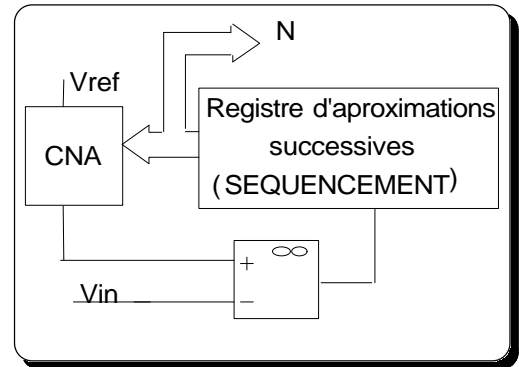 N
Vref
CNA
Registre d'aproximations
successives
(SEQUENCEMENT)
+
∞
Vin
−